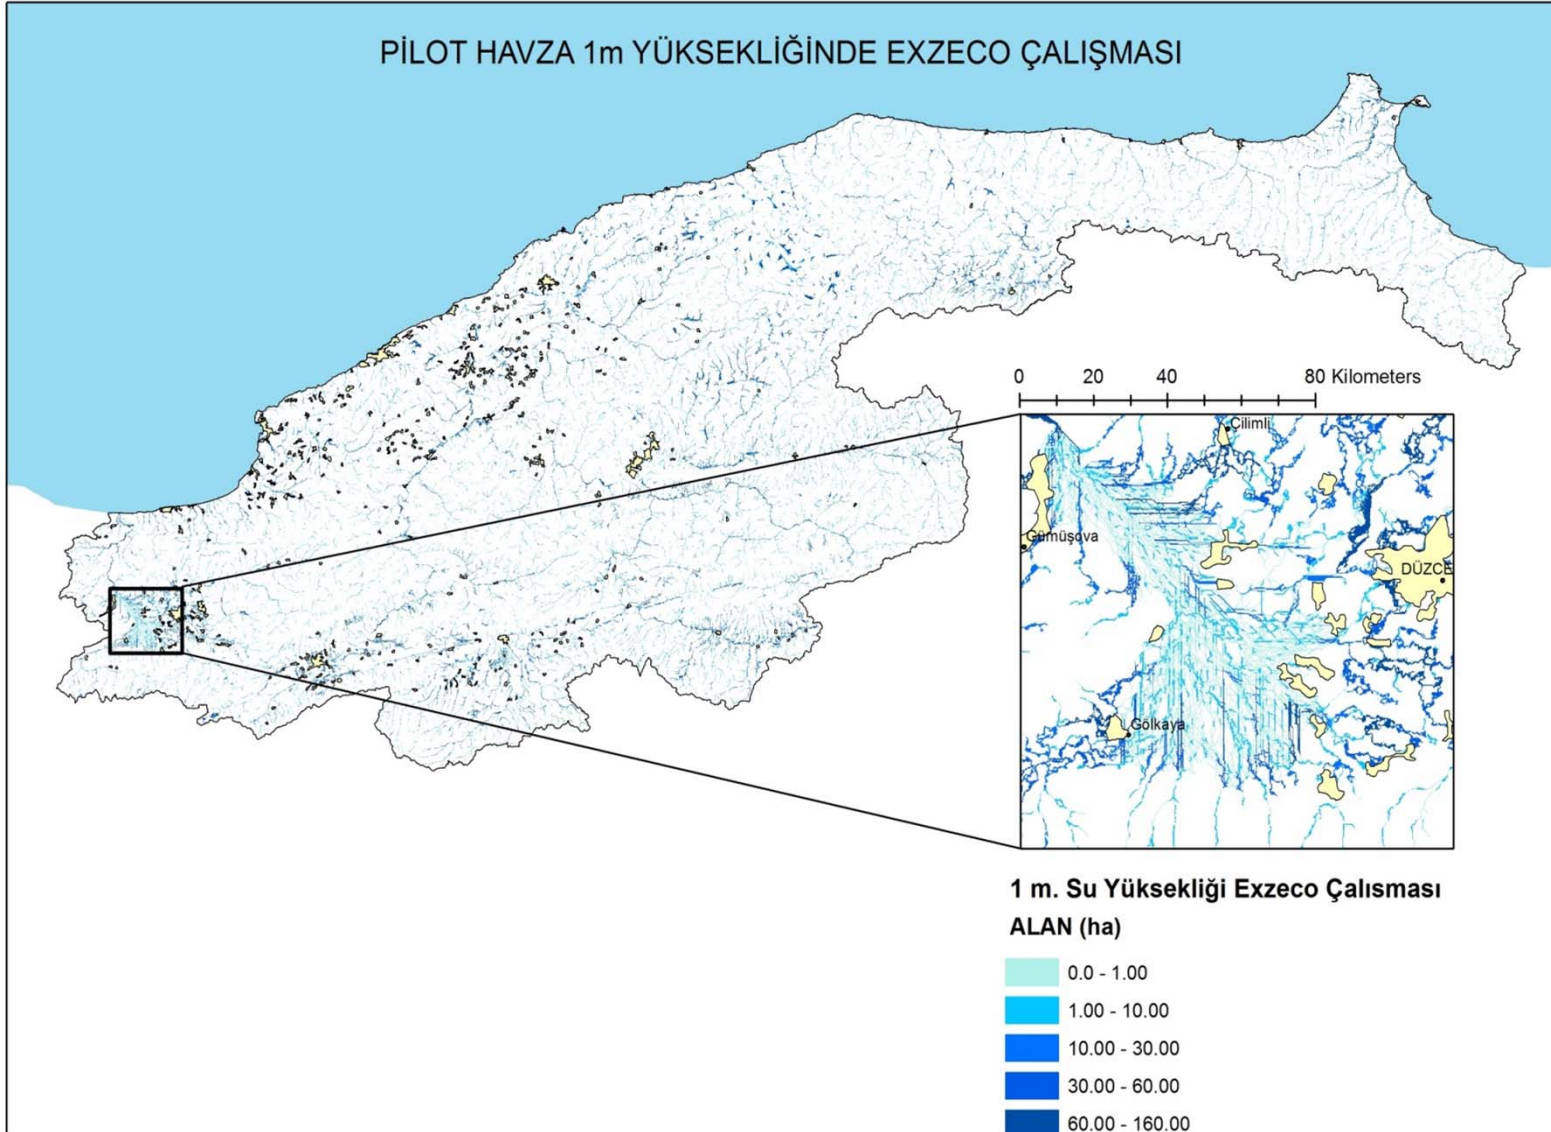 PİLOT HAVZA 1m YÜKSEKLİĞİNDE EXZECO ÇALIŞMASI
0 20 40 80 Kilometers
Cilimli
Gümüşova
DÜZCE
Gölkaya
1 m. Su Yüksekliği Exzeco Çalısması
ALAN (ha)
0.0 - 1.00
1.00 - 10.00
10.00 - 30.00
30.00 - 60.00
60.00 - 160.00